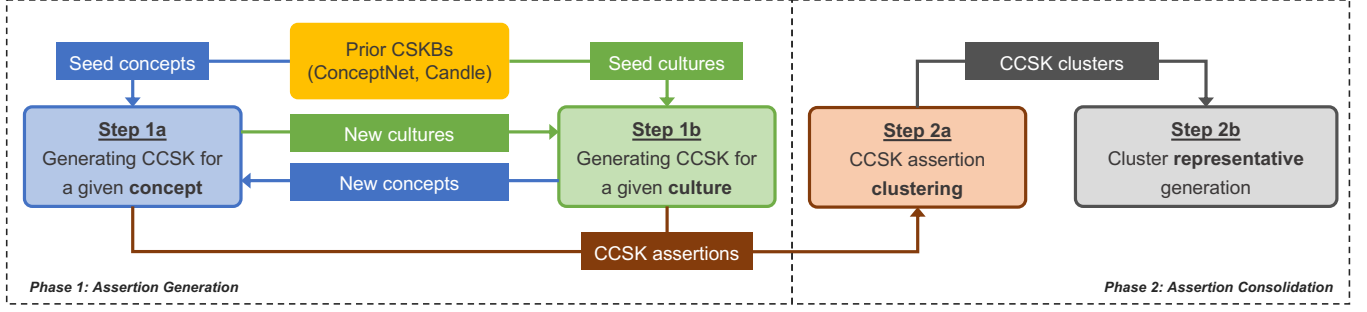 Prior CSKBs
(ConceptNet, Candle)
Seed concepts
Seed cultures
CCSK clusters
Step 1a
Generating CCSK for
a given concept
New cultures
New concepts
Step 1b
Generating CCSK for
a given culture
Step 2a
CCSK assertion
clustering
Step 2b
Cluster representative
generation
CCSK assertions
Phase 1: Assertion Generation
Phase 2: Assertion Consolidation